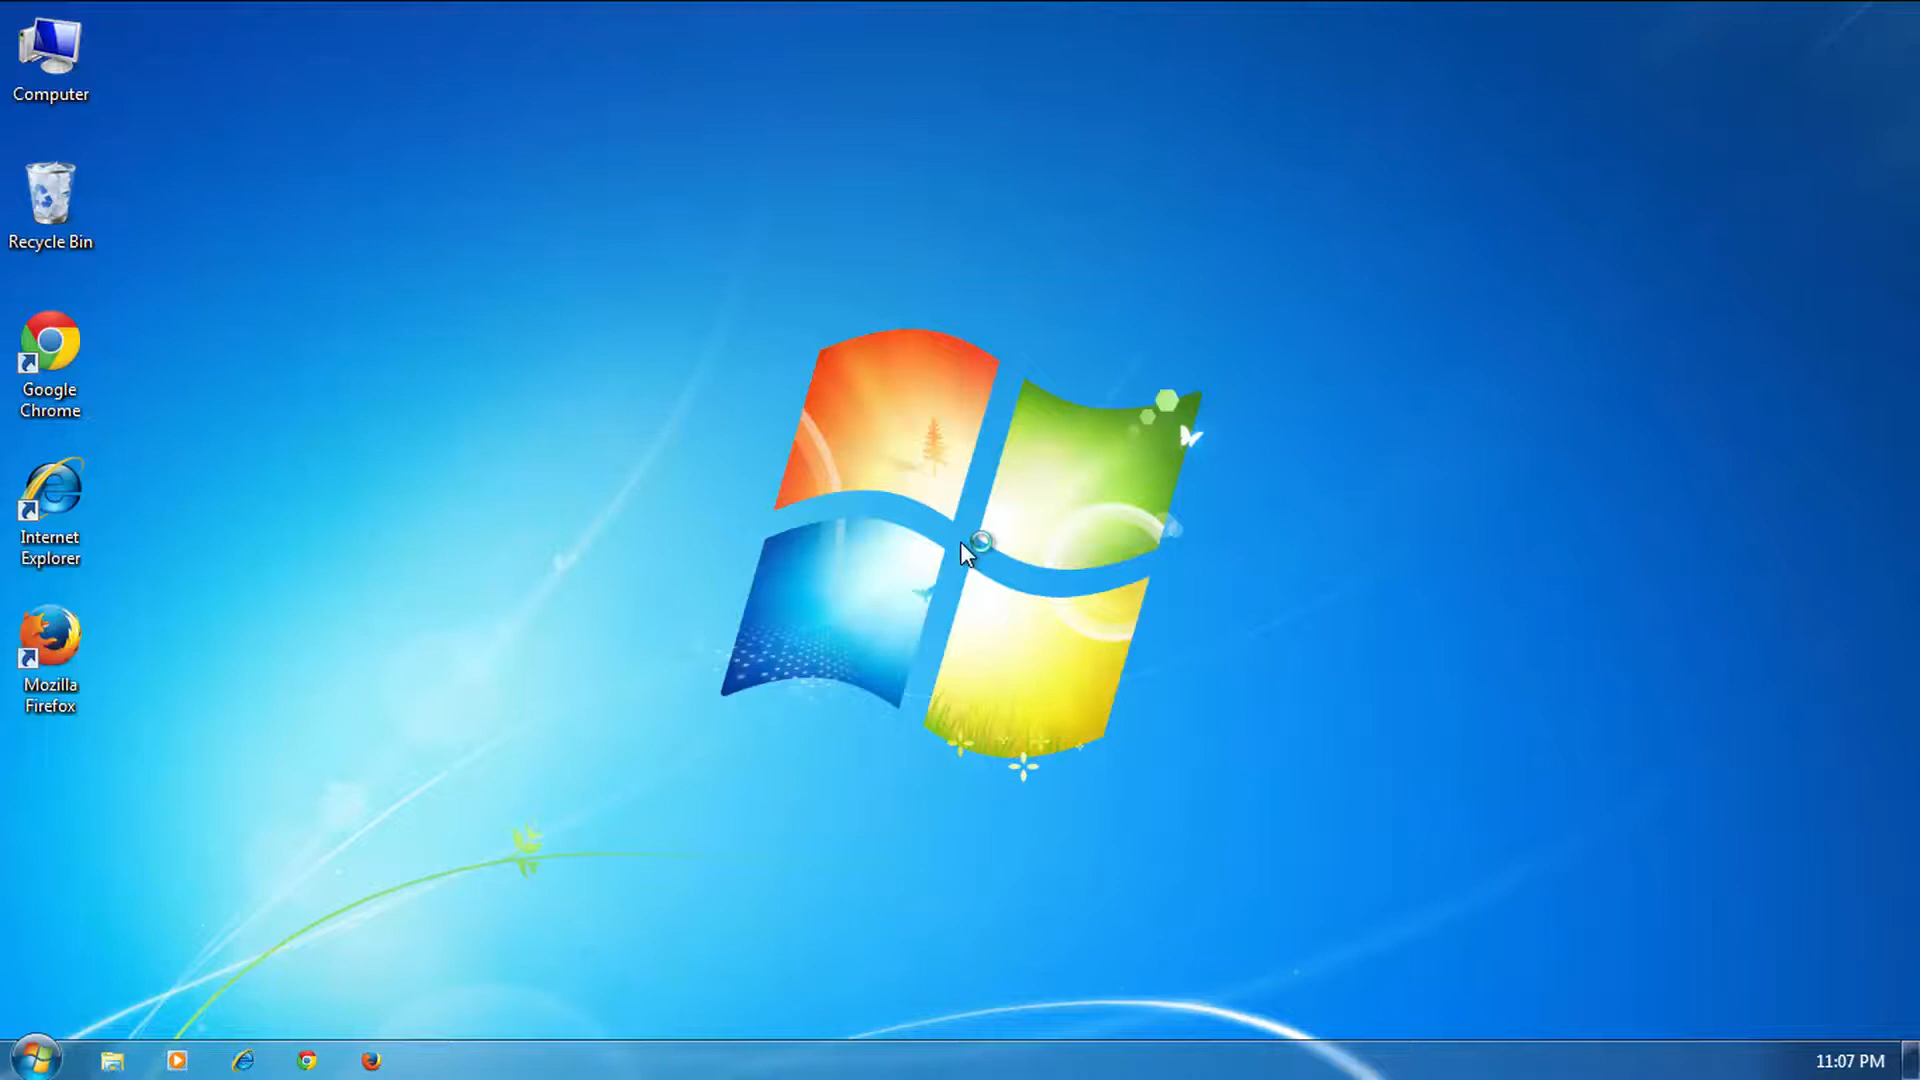 Computer
Recycle Bin
Google
Chrome
Internet
Explorer
Mozilla
Firefox
11:07 PM